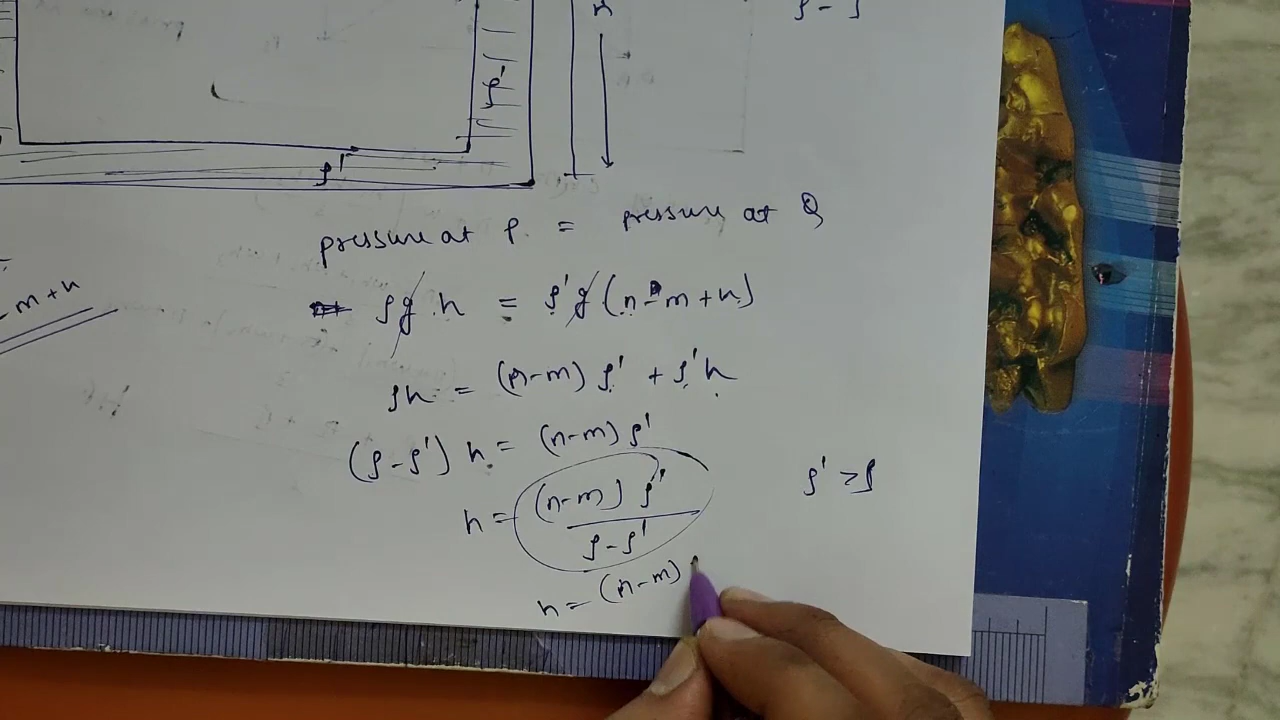 n
ρ - ρ
ρ'
ρ'
pressure at P = pressure at Q
- m + h
ρg h = ρ'g (n - m + h)
ρh = (n-m) ρ' + ρ'h
(ρ-ρ') h = (n-m) ρ'
ρ' > ρ
h = (n-m) ρ' / ρ-ρ'
h = (n-m)